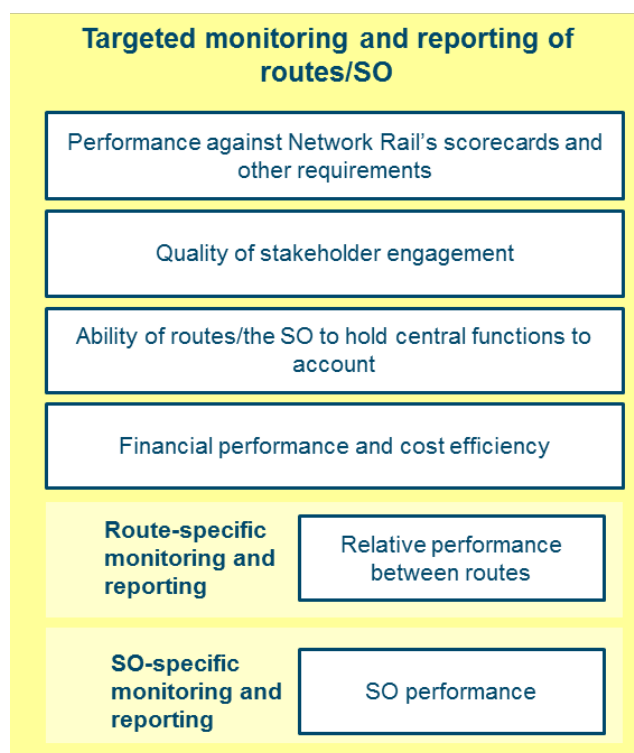 Targeted monitoring and reporting of
routes/SO
Performance against Network Rail's scorecards and
other requirements
Quality of stakeholder engagement
Ability of routes/the SO to hold central functions to
account
Financial performance and cost efficiency
Route-specific
monitoring and
reporting
Relative performance
between routes
SO-specific
monitoring and
reporting
SO performance